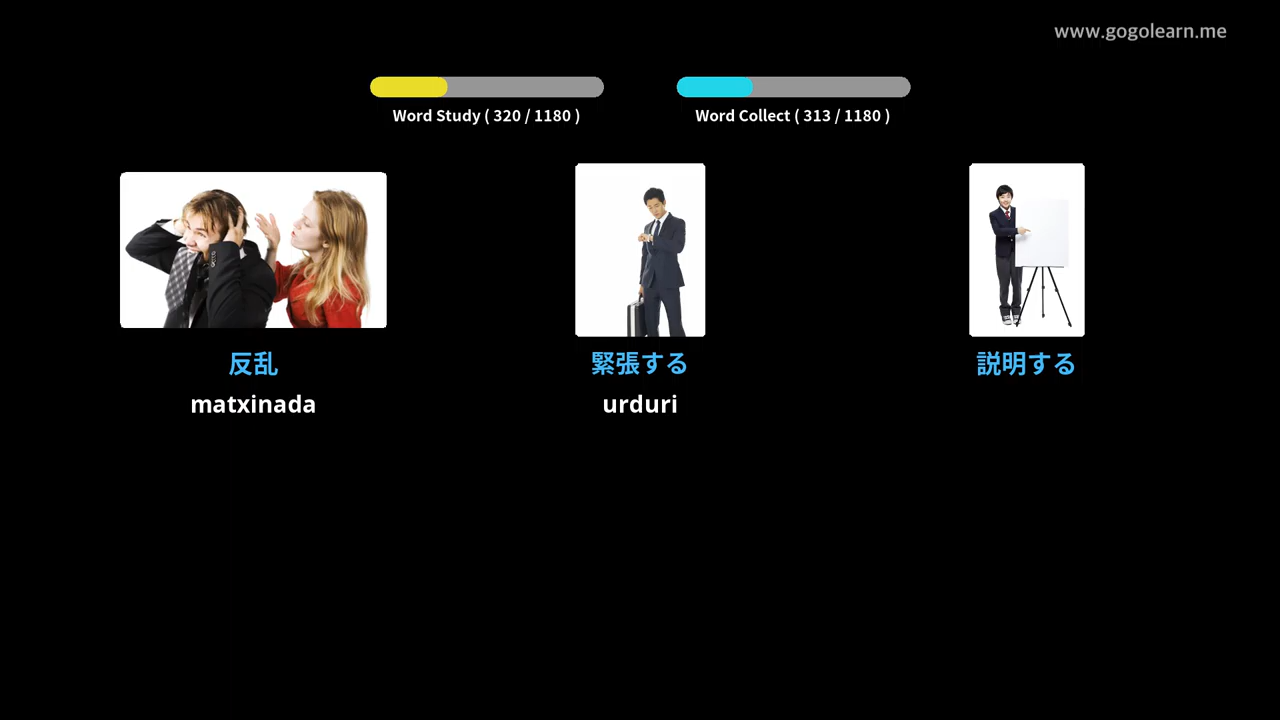 www.gogolearn.me
Word Study ( 320 / 1180 )
Word Collect ( 313 / 1180 )
反乱
緊張する
説明する
matxinada
urduri